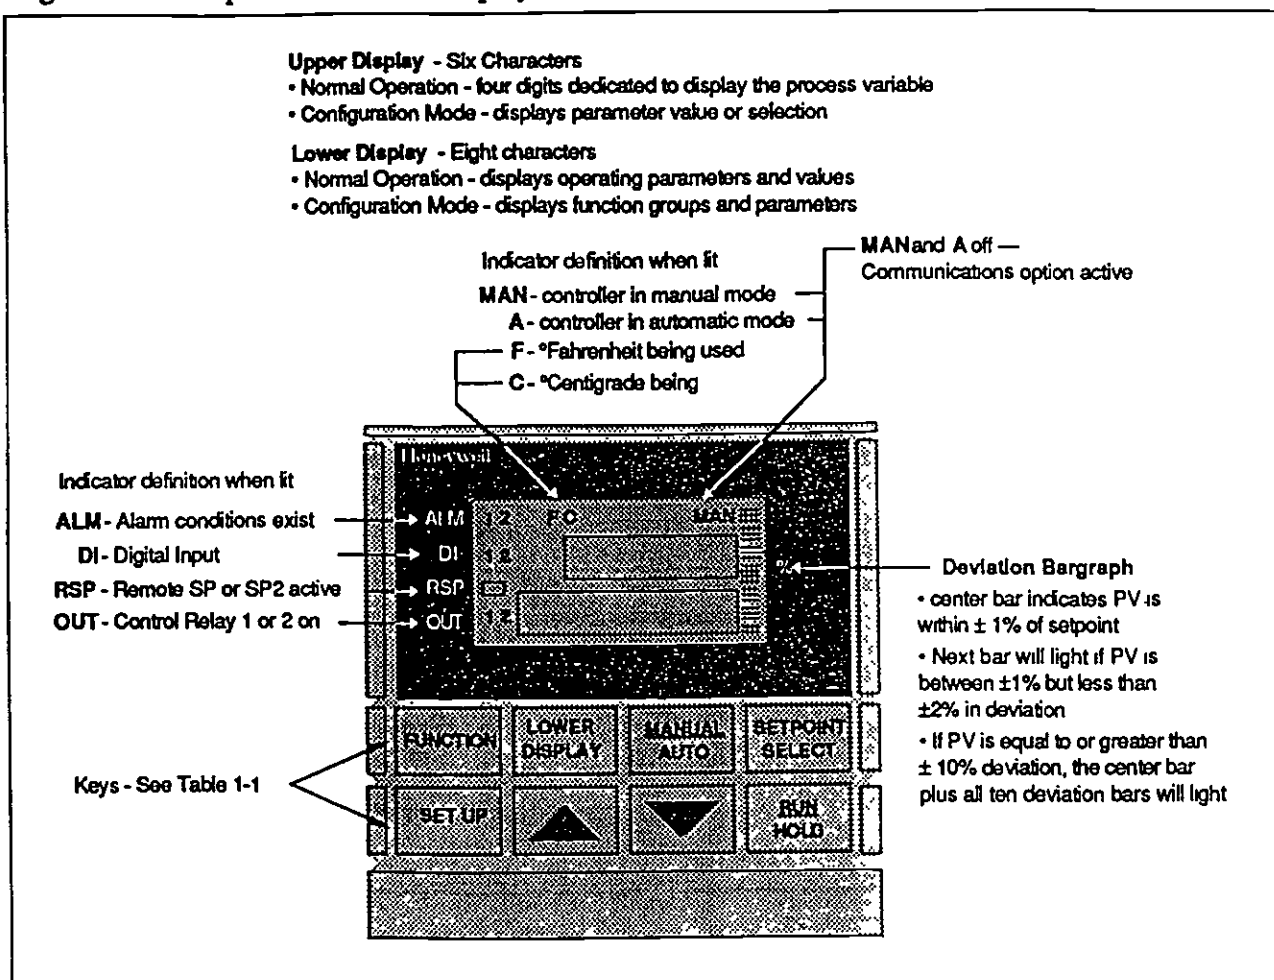 Upper Display - Six Characters
• Normal Operation - four digits dedicated to display the process variable
• Configuration Mode - displays parameter value or selection
Lower Display - Eight characters
• Normal Operation - displays operating parameters and values
• Configuration Mode - displays function groups and parameters
Indicator definition when lit
MAN - controller in manual mode
A - controller in automatic mode
F - °Fahrenheit being used
C - °Centigrade being
MAN and A off —
Communications option active
Indicator definition when lit
ALM - Alarm conditions exist
DI - Digital Input
RSP - Remote SP or SP2 active
OUT - Control Relay 1 or 2 on
Keys - See Table 1-1
Honeywell
ALM 1 2 F C MAN
DI 1 2
RSP
OUT 1 2
%
Deviation Bargraph
• center bar indicates PV is
within ± 1% of setpoint
• Next bar will light if PV is
between ±1% but less than
±2% in deviation
• If PV is equal to or greater than
± 10% deviation, the center bar
plus all ten deviation bars will light
FUNCTION
LOWER
DISPLAY
MANUAL
AUTO
SETPOINT
SELECT
SET UP
RUN
HOLD